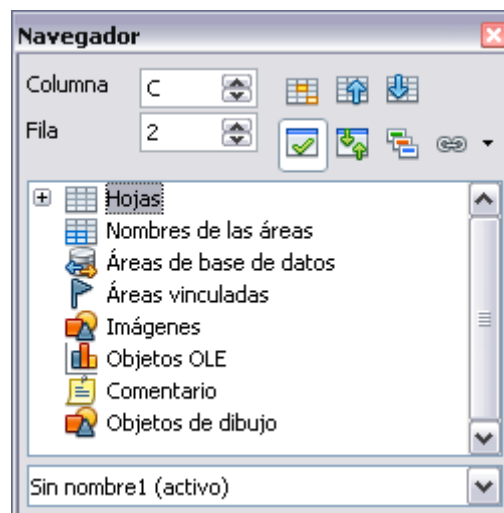 Navegador
Columna C
Fila 2
Hojas
Nombres de las áreas
Áreas de base de datos
Áreas vinculadas
Imágenes
Objetos OLE
Comentario
Objetos de dibujo
Sin nombre1 (activo)